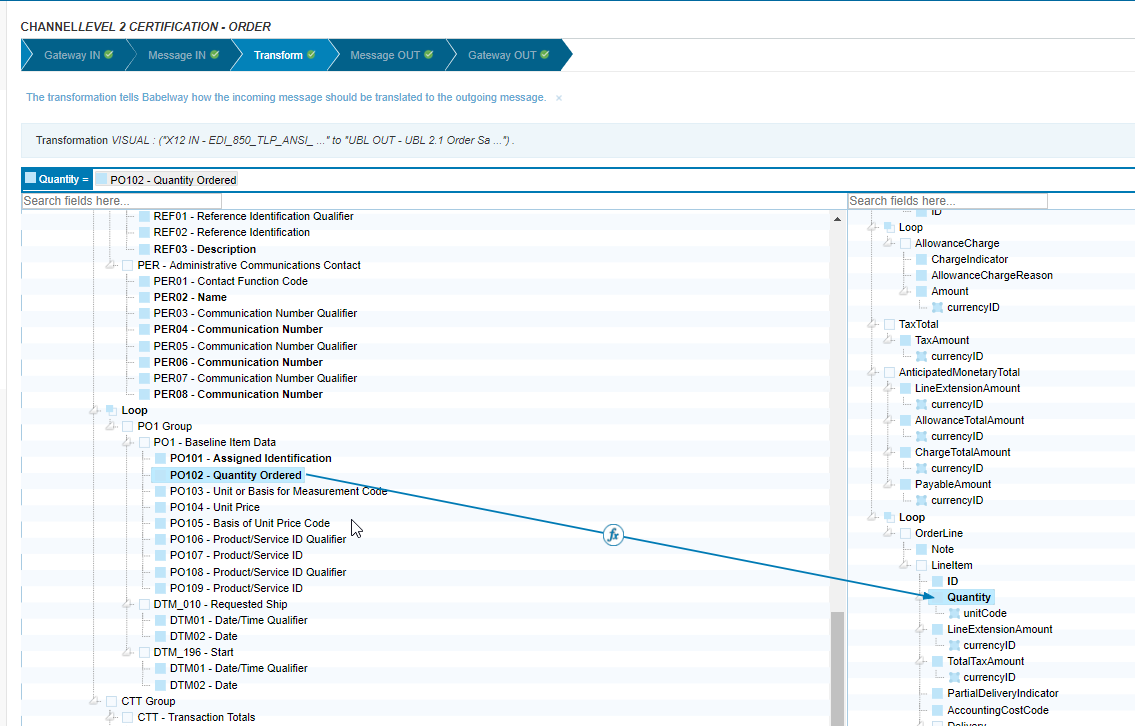 CHANNELLEVEL 2 CERTIFICATION - ORDER
Gateway IN
Message IN
Transform
Message OUT
Gateway OUT
The transformation tells Babelway how the incoming message should be translated to the outgoing message. ×
Transformation VISUAL : ("X12 IN - EDI_850_TLP_ANSI_ ..." to "UBL OUT - UBL 2.1 Order Sa ...") .
Quantity = PO102 - Quantity Ordered
Search fields here...
REF01 - Reference Identification Qualifier
REF02 - Reference Identification
REF03 - Description
PER - Administrative Communications Contact
PER01 - Contact Function Code
PER02 - Name
PER03 - Communication Number Qualifier
PER04 - Communication Number
PER05 - Communication Number Qualifier
PER06 - Communication Number
PER07 - Communication Number Qualifier
PER08 - Communication Number
Loop
PO1 Group
PO1 - Baseline Item Data
PO101 - Assigned Identification
PO102 - Quantity Ordered
PO103 - Unit or Basis for Measurement Code
PO104 - Unit Price
PO105 - Basis of Unit Price Code
PO106 - Product/Service ID Qualifier
PO107 - Product/Service ID
PO108 - Product/Service ID Qualifier
PO109 - Product/Service ID
DTM_010 - Requested Ship
DTM01 - Date/Time Qualifier
DTM02 - Date
DTM_196 - Start
DTM01 - Date/Time Qualifier
DTM02 - Date
CTT Group
CTT - Transaction Totals
fx
Search fields here...
ID
Loop
AllowanceCharge
ChargeIndicator
AllowanceChargeReason
Amount
currencyID
TaxTotal
TaxAmount
currencyID
AnticipatedMonetaryTotal
LineExtensionAmount
currencyID
AllowanceTotalAmount
currencyID
ChargeTotalAmount
currencyID
PayableAmount
currencyID
Loop
OrderLine
Note
LineItem
ID
Quantity
unitCode
LineExtensionAmount
currencyID
TotalTaxAmount
currencyID
PartialDeliveryIndicator
AccountingCostCode
Delivery